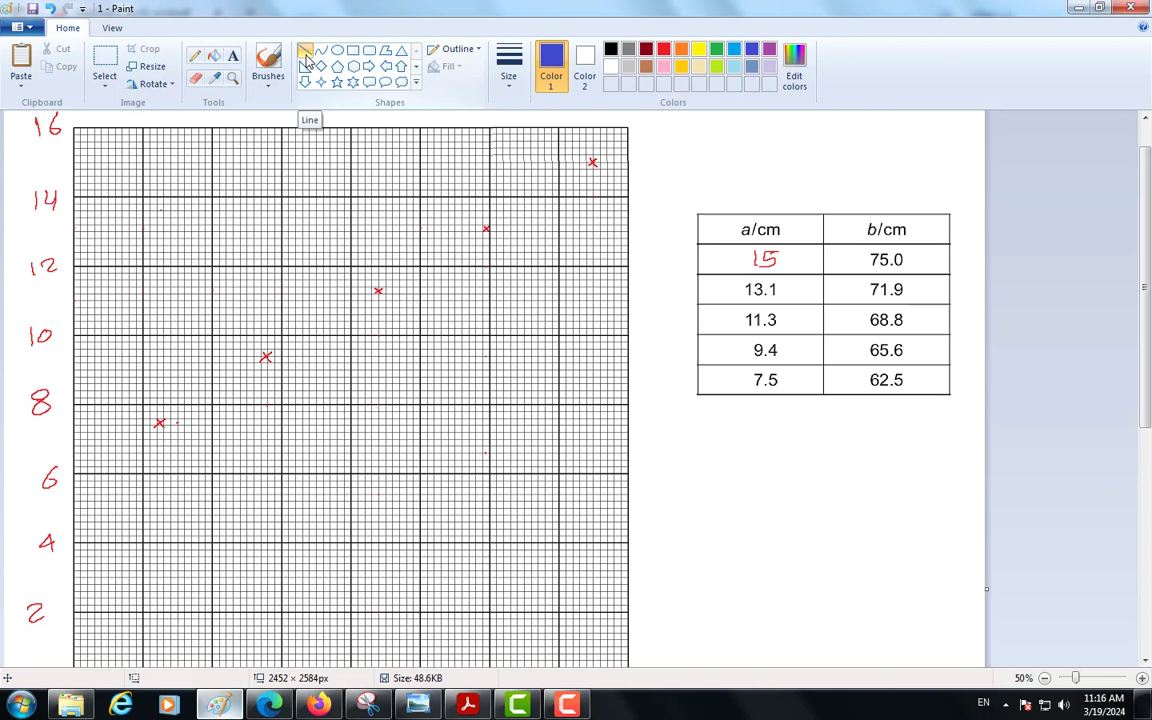 1 - Paint
Home View
Paste
Cut
Copy
Clipboard
Select
Crop
Resize
Rotate
Image
Tools
Brushes
Outline
Fill
Shapes
Size
Color 1
Color 2
Edit colors
Colors
Line
16
14
12
10
8
6
4
2
a/cm b/cm
15 75.0
13.1 71.9
11.3 68.8
9.4 65.6
7.5 62.5
2452 × 2584px
Size: 48.6KB
50%
EN
11:16 AM
3/19/2024